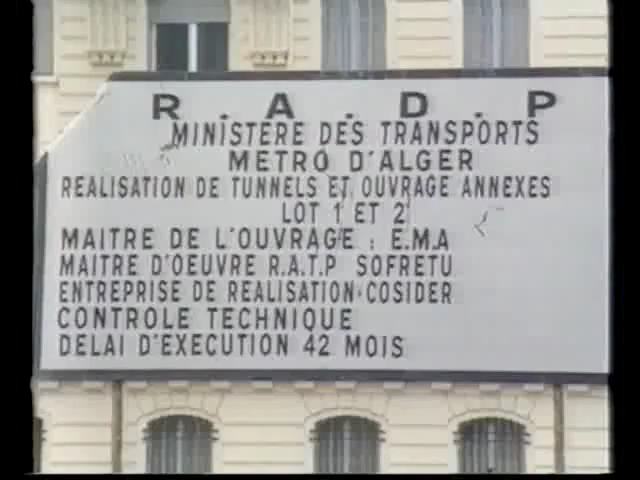 R.A.D.P
MINISTERE DES TRANSPORTS
METRO D'ALGER
REALISATION DE TUNNELS ET OUVRAGE ANNEXES
LOT 1 ET 2
MAITRE DE L'OUVRAGE : E.M.A
MAITRE D'OEUVRE R.A.T.P SOFRETU
ENTREPRISE DE REALISATION:COSIDER
CONTROLE TECHNIQUE
DELAI D'EXECUTION 42 MOIS